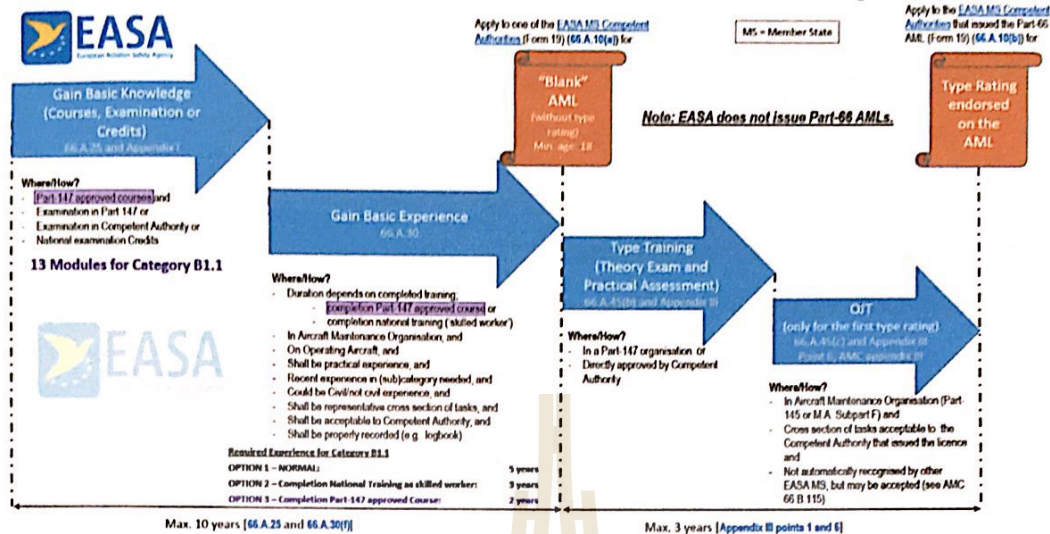 EASA
European Aviation Safety Agency
Apply to one of the EASA MS Competent
Authorities (Form 19) (66.A.10(a)) for
MS = Member State
Apply to the EASA MS Competent
Authorities that issued the Part-66
AML (Form 19) (66.A.10(b)) for
Gain Basic Knowledge
(Courses, Examination or
Credits)
66.A.25 and Appendix I
"Blank"
AML
(without type
rating)
Min. age: 18
Note: EASA does not issue Part-66 AMLs.
Type Rating
endorsed
on the
AML
Where/How?
- Part-147 approved courses and
- Examination in Part 147 or
- Examination in Competent Authority or
- National examination Credits
13 Modules for Category B1.1
Gain Basic Experience
66.A.30
Where/How?
- Duration depends on completed training;
- completion Part-147 approved course or
- completion national training ('skilled worker')
- In Aircraft Maintenance Organisation, and
- On Operating Aircraft, and
- Shall be practical experience, and
- Recent experience in (sub)category needed, and
- Could be Civil/not civil experience, and
- Shall be representative cross section of tasks, and
- Shall be acceptable to Competent Authority, and
- Shall be properly recorded (e.g. logbook)
Required Experience for Category B1.1
OPTION 1 – NORMAL: 5 years
OPTION 2 – Completion National Training as skilled worker: 3 years
OPTION 3 – Completion Part-147 approved Course: 2 years
Type Training
(Theory Exam and
Practical Assessment)
66.A.45(b) and Appendix III
Where/How?
- In a Part-147 organisation or
- Directly approved by Competent
Authority
OJT
(only for the first type rating)
66.A.45(c) and Appendix III
Point 6, AMC appendix III
Where/How?
- In Aircraft Maintenance Organisation (Part-
145 or M.A. Subpart F) and
- Cross section of tasks acceptable to the
Competent Authority that issued the licence
and
- Not automatically recognised by other
EASA MS, but may be accepted (see AMC
66.B.115)
EASA
Max. 10 years [66.A.25 and 66.A.30(f)]
Max. 3 years [Appendix III points 1 and 6]